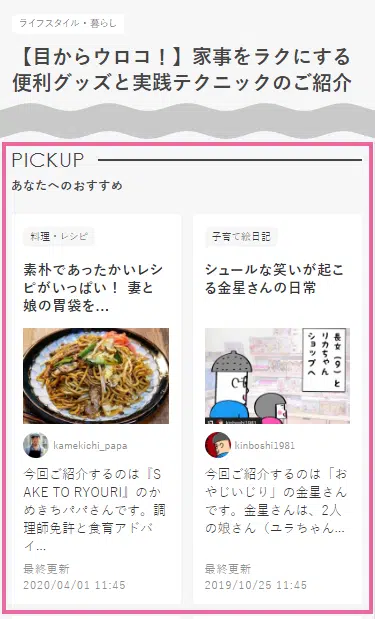 ライフスタイル・暮らし
【目からウロコ！】家事をラクにする
便利グッズと実践テクニックのご紹介
PICKUP
あなたへのおすすめ
料理・レシピ
素朴であったかいレシ
ピがいっぱい！ 妻と
娘の胃袋を...
kamekichi_papa
今回ご紹介するのは『S
AKE TO RYOURI』のか
めきちパパさんです。調
理師免許と食育アドバ
イ...
最終更新
2020/04/01 11:45
子育て絵日記
シュールな笑いが起こ
る金星さんの日常
長女(9)と
リカちゃん
ショップへ
kinboshi1981
今回ご紹介するのは「お
やじいじり」の金星さん
です。金星さんは、2人
の娘さん（ユラちゃん...
最終更新
2019/10/25 11:45